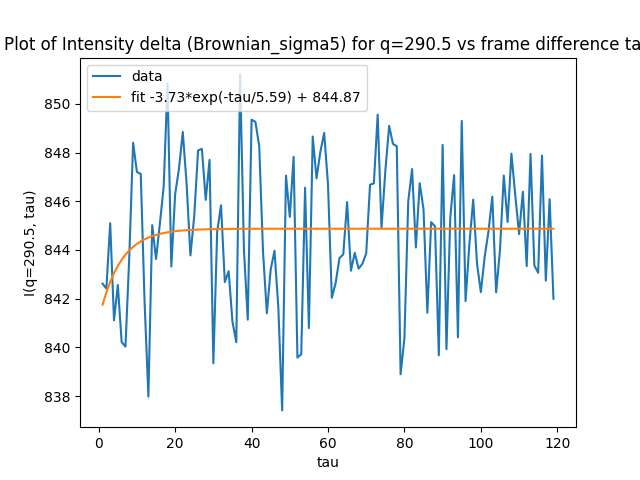 Plot of Intensity delta (Brownian_sigma5) for q=290.5 vs frame difference ta
data
fit -3.73*exp(-tau/5.59) + 844.87
I(q=290.5, tau)
850
848
846
844
842
840
838
0 20 40 60 80 100 120
tau